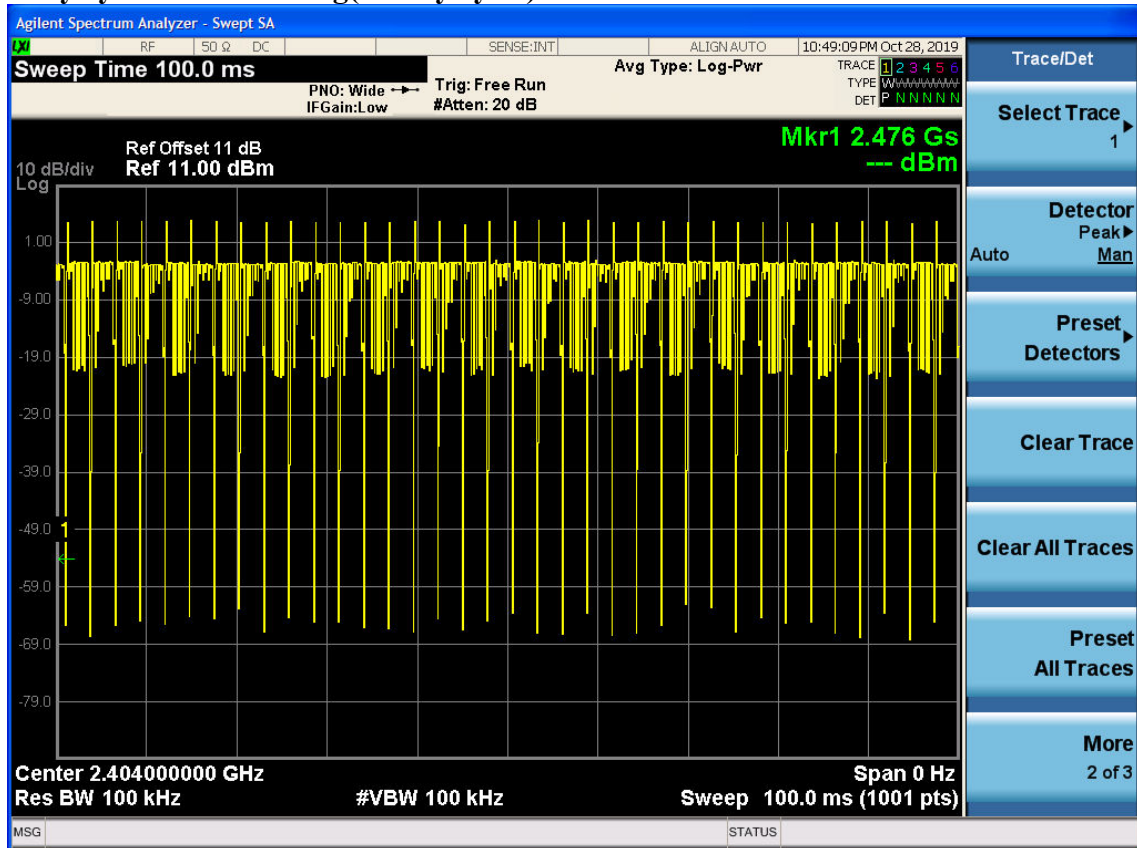 Agilent Spectrum Analyzer - Swept SA
LXI RF 50 Ω DC SENSE:INT ALIGN AUTO 10:49:09 PM Oct 28, 2019
Sweep Time 100.0 ms
PNO: Wide
IFGain:Low
Trig: Free Run
#Atten: 20 dB
Avg Type: Log-Pwr
TRACE 1 2 3 4 5 6
TYPE W
DET P N N N N N
Ref Offset 11 dB
Ref 11.00 dBm
10 dB/div
Log
Mkr1 2.476 Gs
--- dBm
1.00
-9.00
-19.0
-29.0
-39.0
-49.0
-59.0
-69.0
-79.0
1
Center 2.404000000 GHz
Span 0 Hz
Res BW 100 kHz
#VBW 100 kHz
Sweep 100.0 ms (1001 pts)
MSG
STATUS
Trace/Det
Select Trace
1
Detector
Peak
Auto Man
Preset
Detectors
Clear Trace
Clear All Traces
Preset
All Traces
More
2 of 3